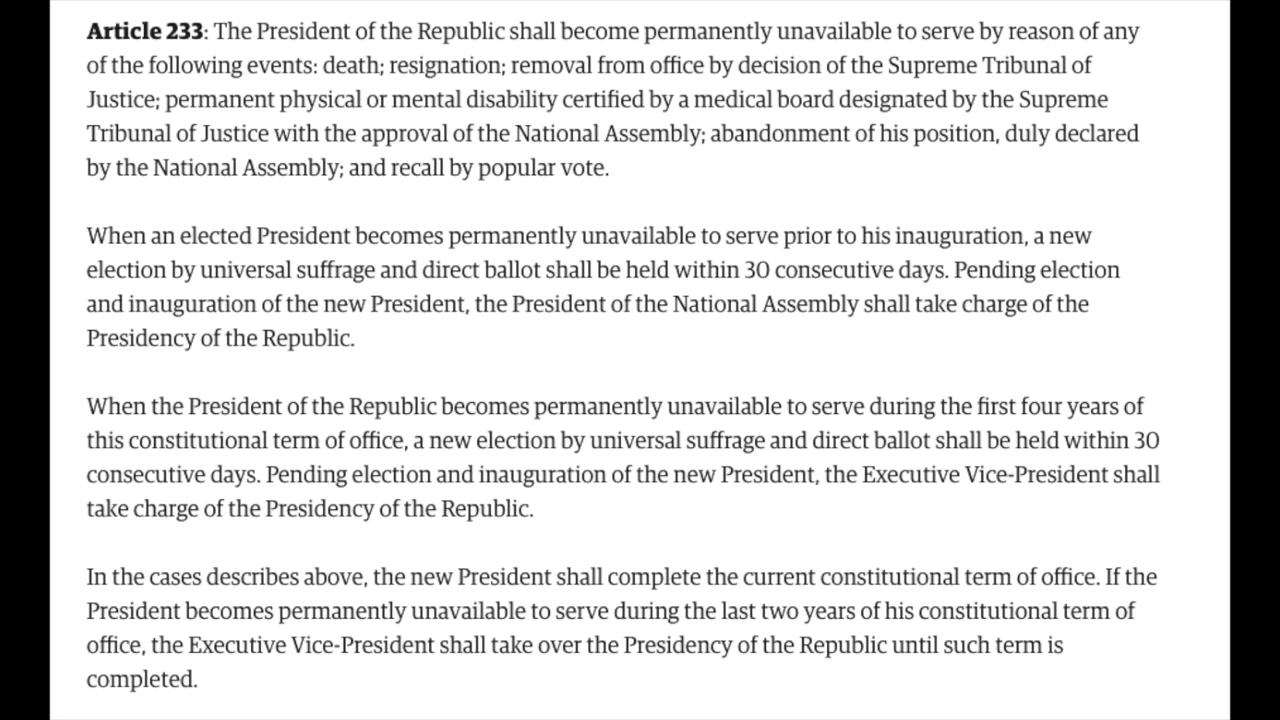 Article 233: The President of the Republic shall become permanently unavailable to serve by reason of any
of the following events: death; resignation; removal from office by decision of the Supreme Tribunal of
Justice; permanent physical or mental disability certified by a medical board designated by the Supreme
Tribunal of Justice with the approval of the National Assembly; abandonment of his position, duly declared
by the National Assembly; and recall by popular vote.
When an elected President becomes permanently unavailable to serve prior to his inauguration, a new
election by universal suffrage and direct ballot shall be held within 30 consecutive days. Pending election
and inauguration of the new President, the President of the National Assembly shall take charge of the
Presidency of the Republic.
When the President of the Republic becomes permanently unavailable to serve during the first four years of
this constitutional term of office, a new election by universal suffrage and direct ballot shall be held within 30
consecutive days. Pending election and inauguration of the new President, the Executive Vice-President shall
take charge of the Presidency of the Republic.
In the cases describes above, the new President shall complete the current constitutional term of office. If the
President becomes permanently unavailable to serve during the last two years of his constitutional term of
office, the Executive Vice-President shall take over the Presidency of the Republic until such term is
completed.